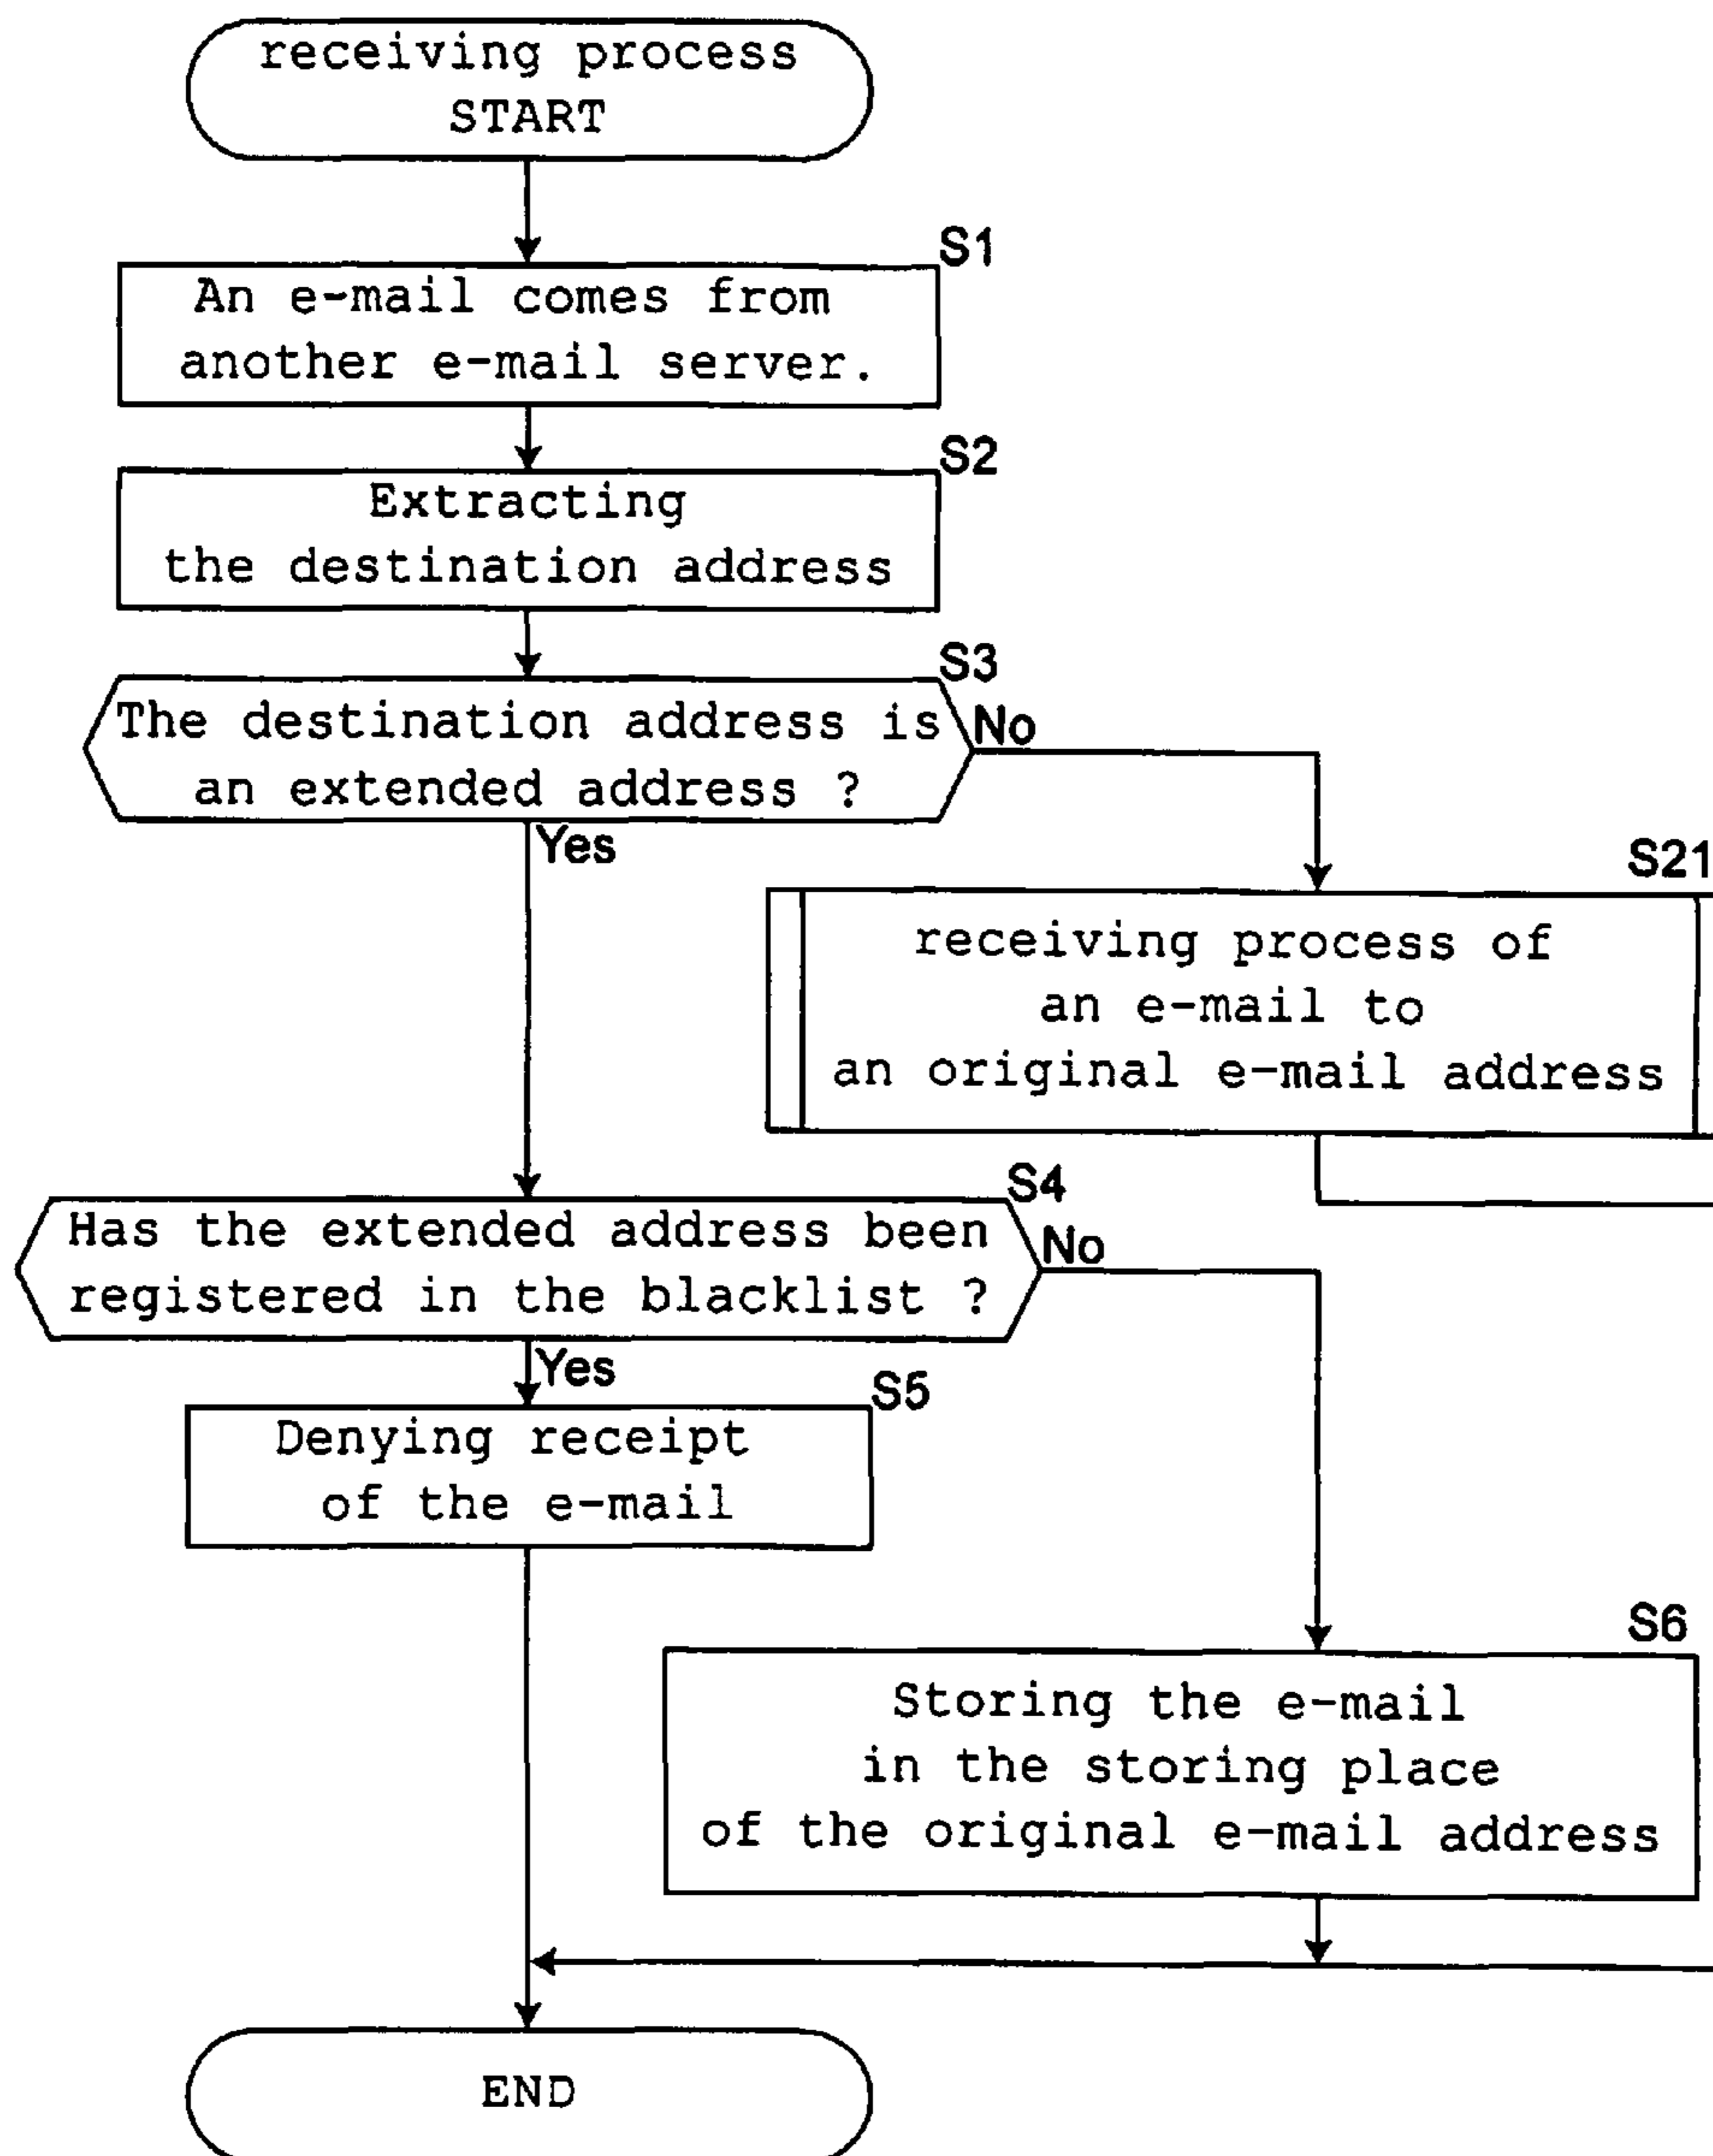 receiving process
START
S1
An e-mail comes from
another e-mail server.
S2
Extracting
the destination address
S3
The destination address is
an extended address ?
No
Yes
S21
receiving process of
an e-mail to
an original e-mail address
S4
Has the extended address been
registered in the blacklist ?
No
Yes
S5
Denying receipt
of the e-mail
S6
Storing the e-mail
in the storing place
of the original e-mail address
END